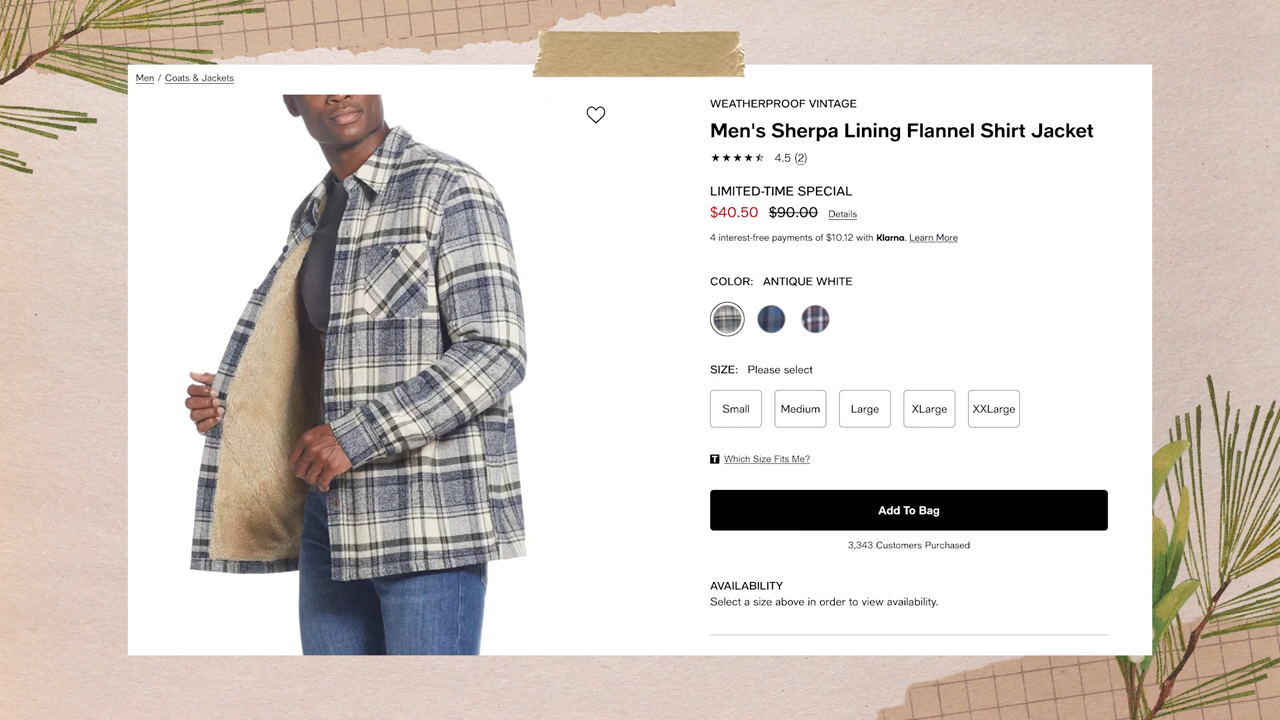 Men / Coats & Jackets
WEATHERPROOF VINTAGE
Men's Sherpa Lining Flannel Shirt Jacket
4.5 (2)
LIMITED-TIME SPECIAL
$40.50 $90.00 Details
4 interest-free payments of $10.12 with Klarna. Learn More
COLOR: ANTIQUE WHITE
SIZE: Please select
Small Medium Large XLarge XXLarge
T Which Size Fits Me?
Add To Bag
3,343 Customers Purchased
AVAILABILITY
Select a size above in order to view availability.